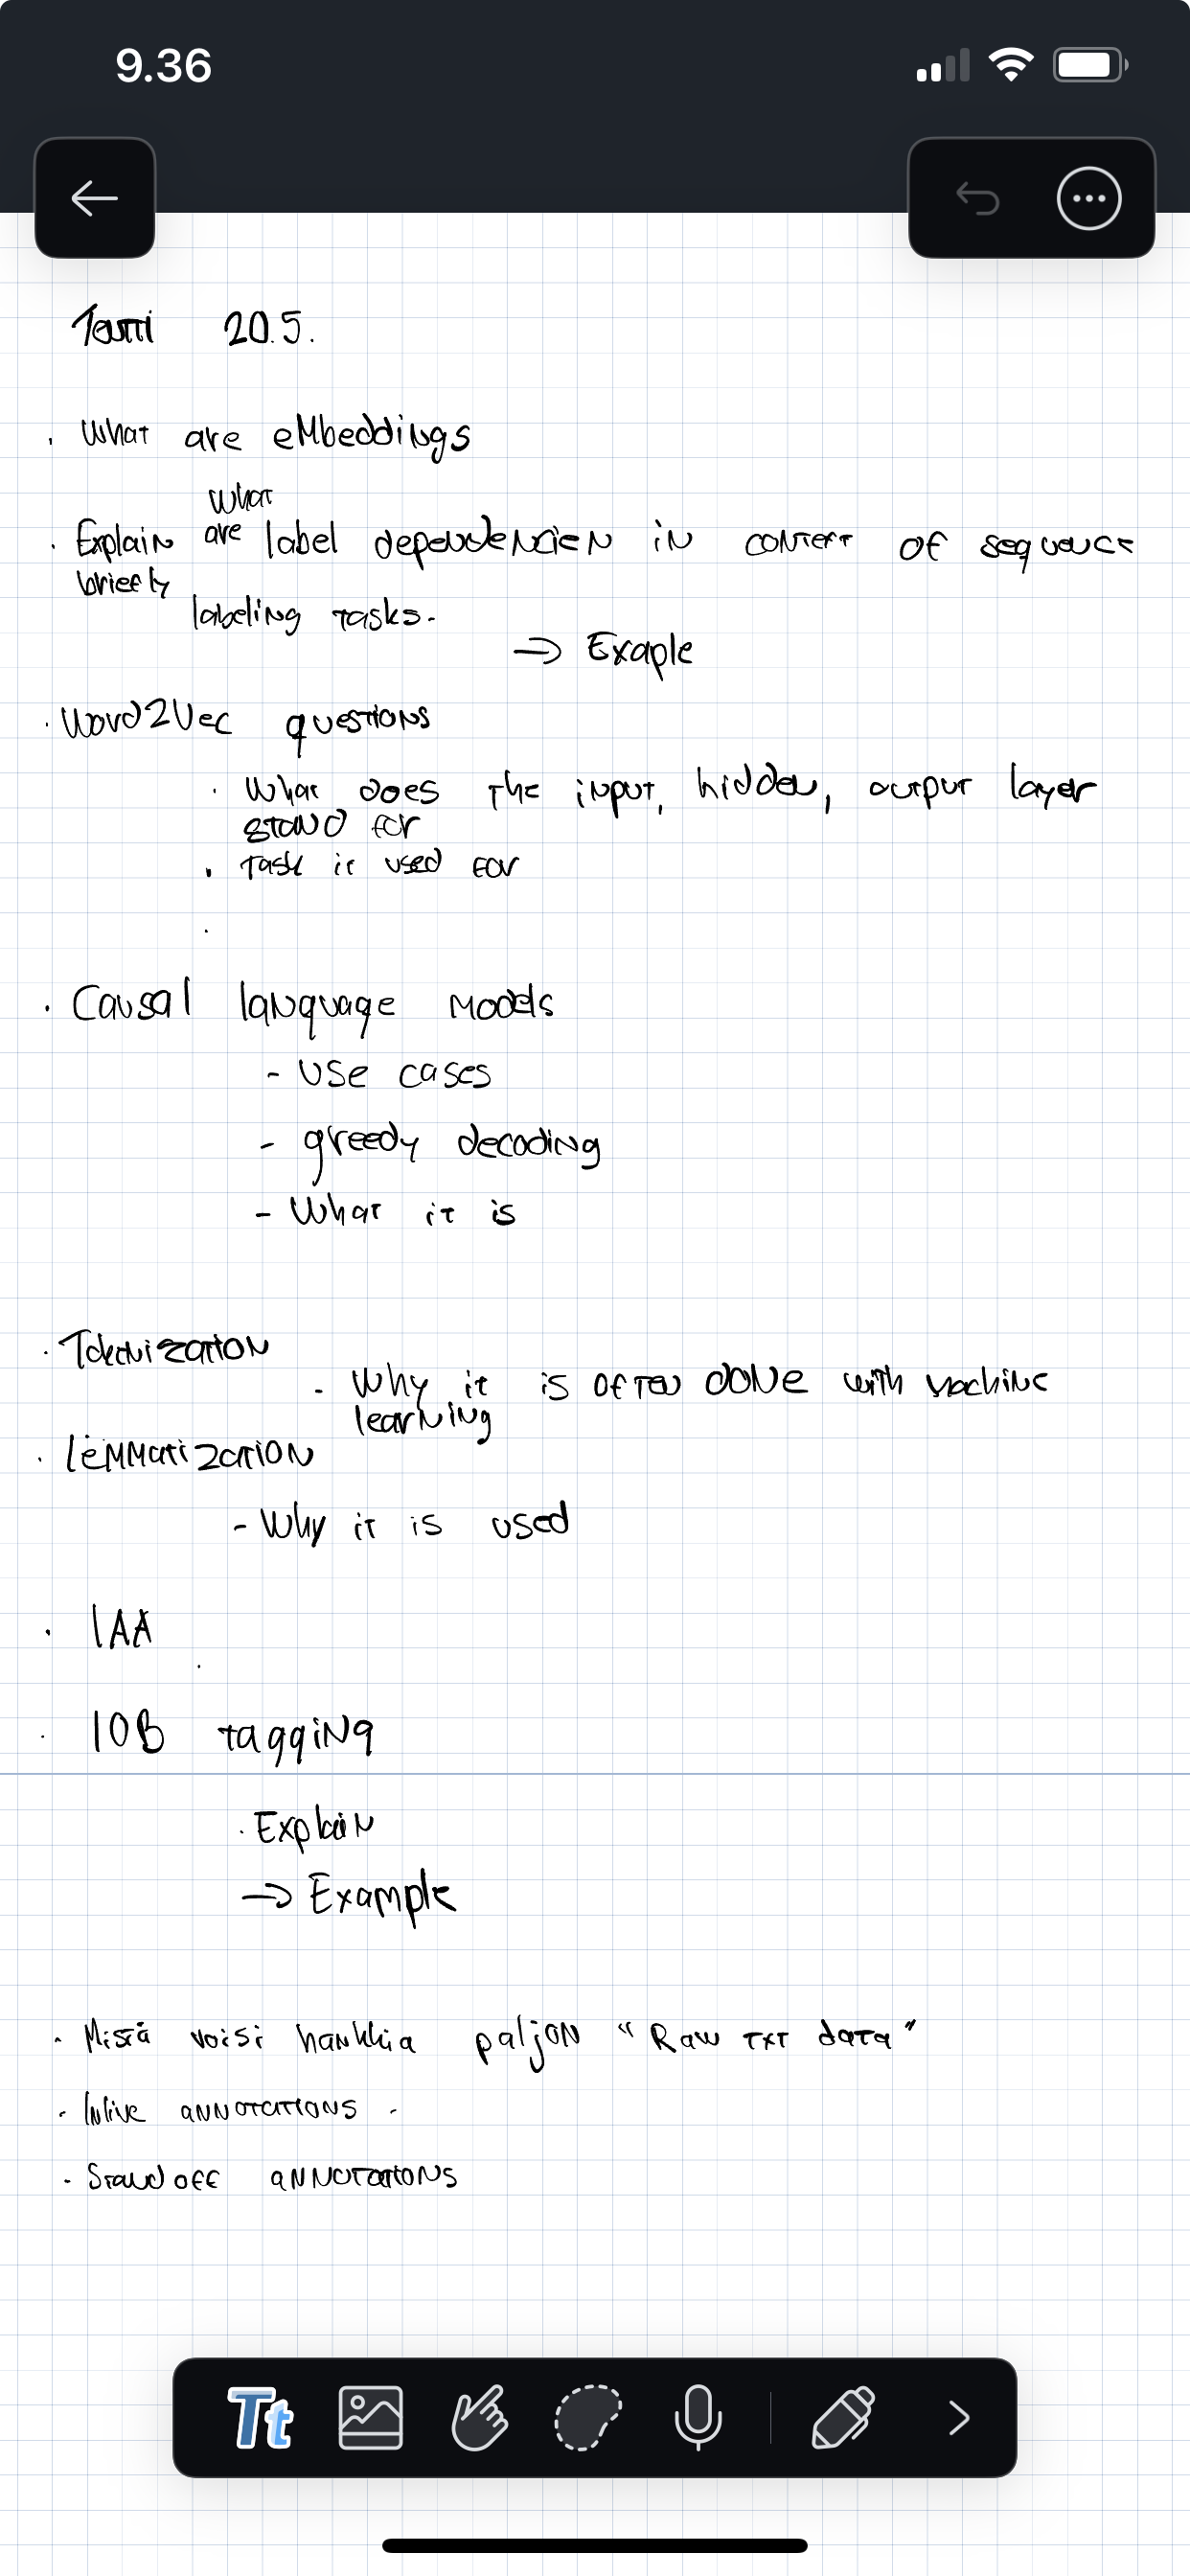 9.36
Tentti 20.5.
· What are embeddings
What
· Explain are label dependencien in context of sequence
briefly
labeling tasks.
→ Exaple
· Word2Vec questions
· What does the input, hidden, output layer
stand for
· Task it used for
· Causal language models
- use cases
- greedy decoding
- What it is
· Tokenization
- Why it is often done with machine
learning
· lemmatization
- Why it is used
· IAA
· IOB tagging
· Explain
→ Example
· Mistä voisi hankkia paljon "Raw txt data"
· Inline annotations -
· Stand off annotations
Tt